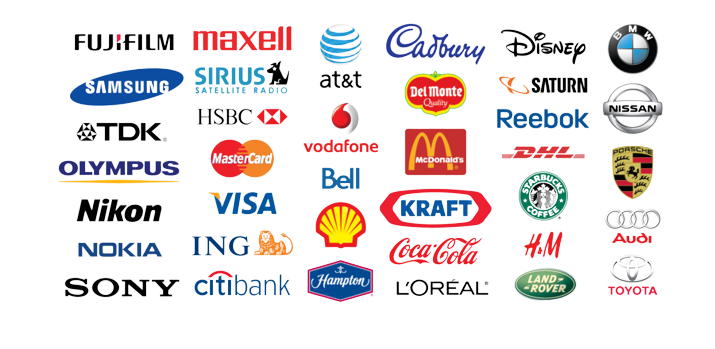 FUJIFILM
SAMSUNG
TDK
OLYMPUS
Nikon
NOKIA
SONY
maxell
SIRIUS
SATELLITE RADIO
HSBC
MasterCard
VISA
ING
citibank
at&t
vodafone
Bell
Hampton
Cadbury
Del Monte
Quality
McDonald's
KRAFT
Coca-Cola
L'ORÉAL
Disney
SATURN
Reebok
DHL
STARBUCKS
COFFEE
H&M
LAND-
ROVER
BMW
NISSAN
PORSCHE
Audi
TOYOTA